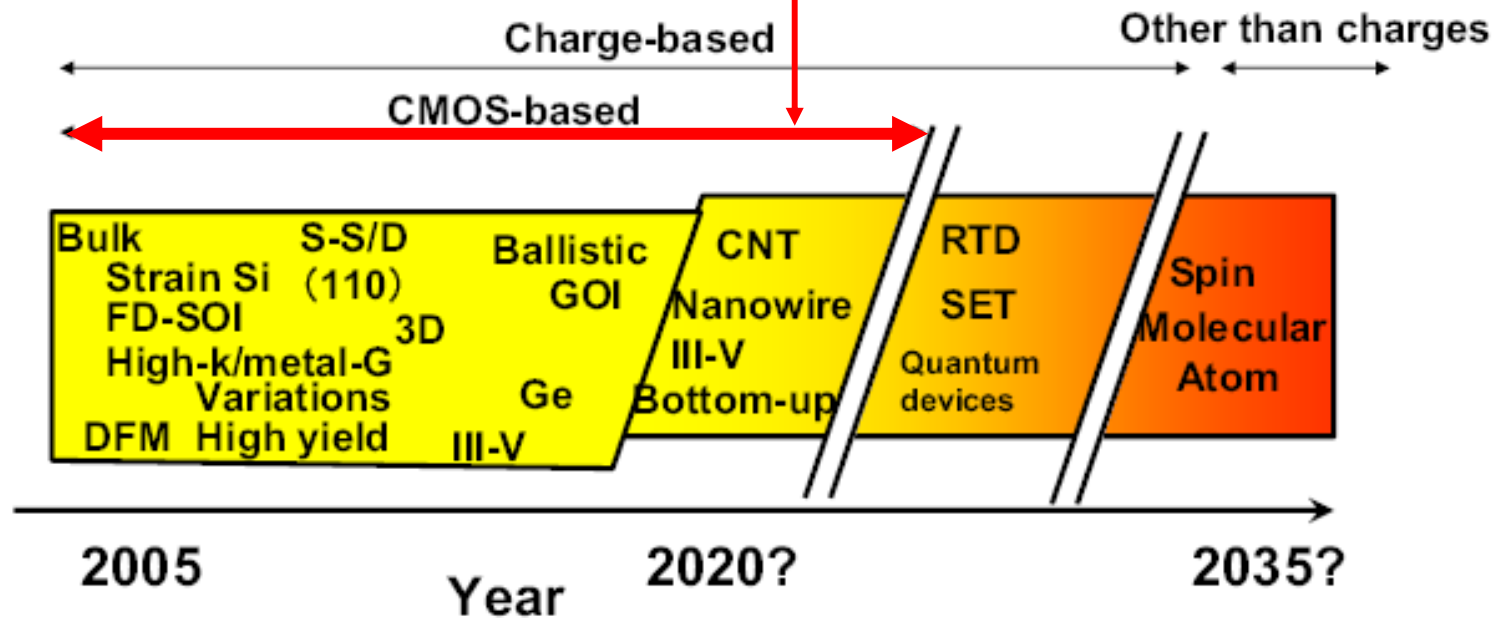 Charge-based
Other than charges
CMOS-based
Bulk
S-S/D
Strain Si
(110)
FD-SOI
3D
High-k/metal-G
Variations
DFM High yield
Ballistic
GOI
Ge
III-V
CNT
Nanowire
III-V
Bottom-up
RTD
SET
Quantum
devices
Spin
Molecular
Atom
2005
2020?
2035?
Year